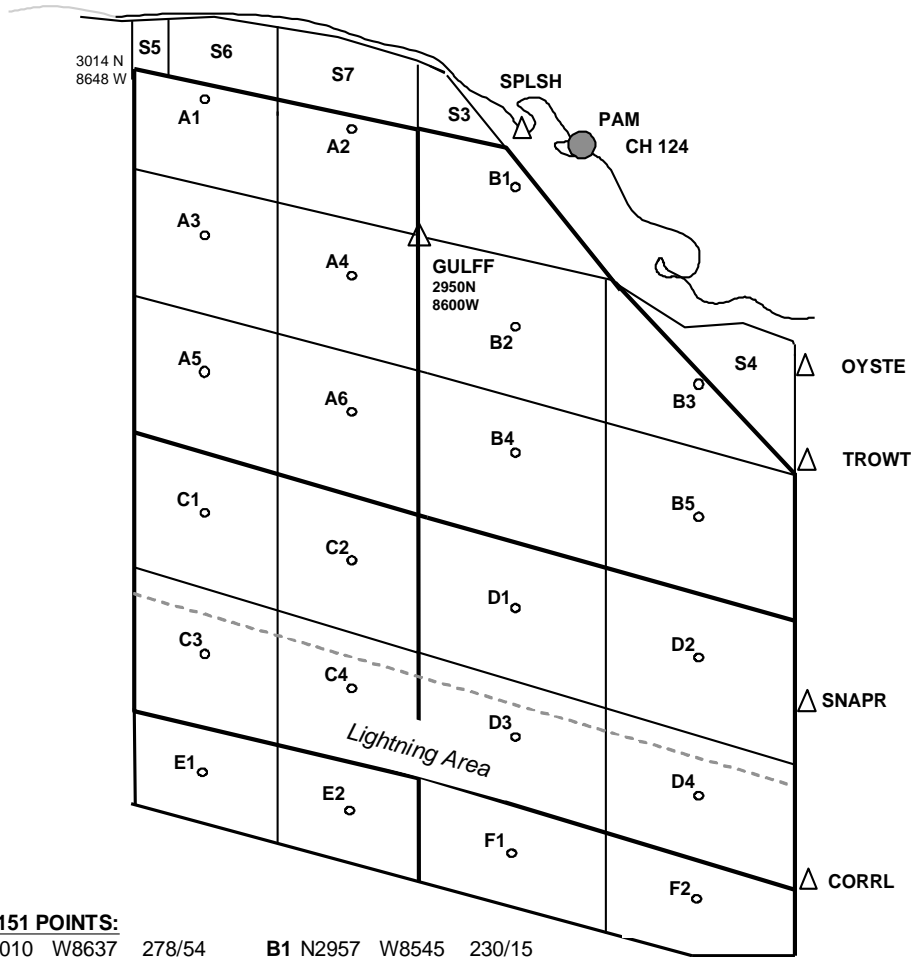 S5
S6
S7
S3
3014 N
8648 W
SPLSH
PAM
CH 124
A1
A2
B1
A3
A4
GULFF
2950N
8600W
B2
S4
OYSTE
A5
A6
B3
B4
TROWT
C1
C2
B5
D1
D2
C3
C4
SNAPR
D3
Lightning Area
D4
E1
E2
F1
F2
CORRL
151 POINTS:
010 W8637 278/54 B1 N2957 W8545 230/15